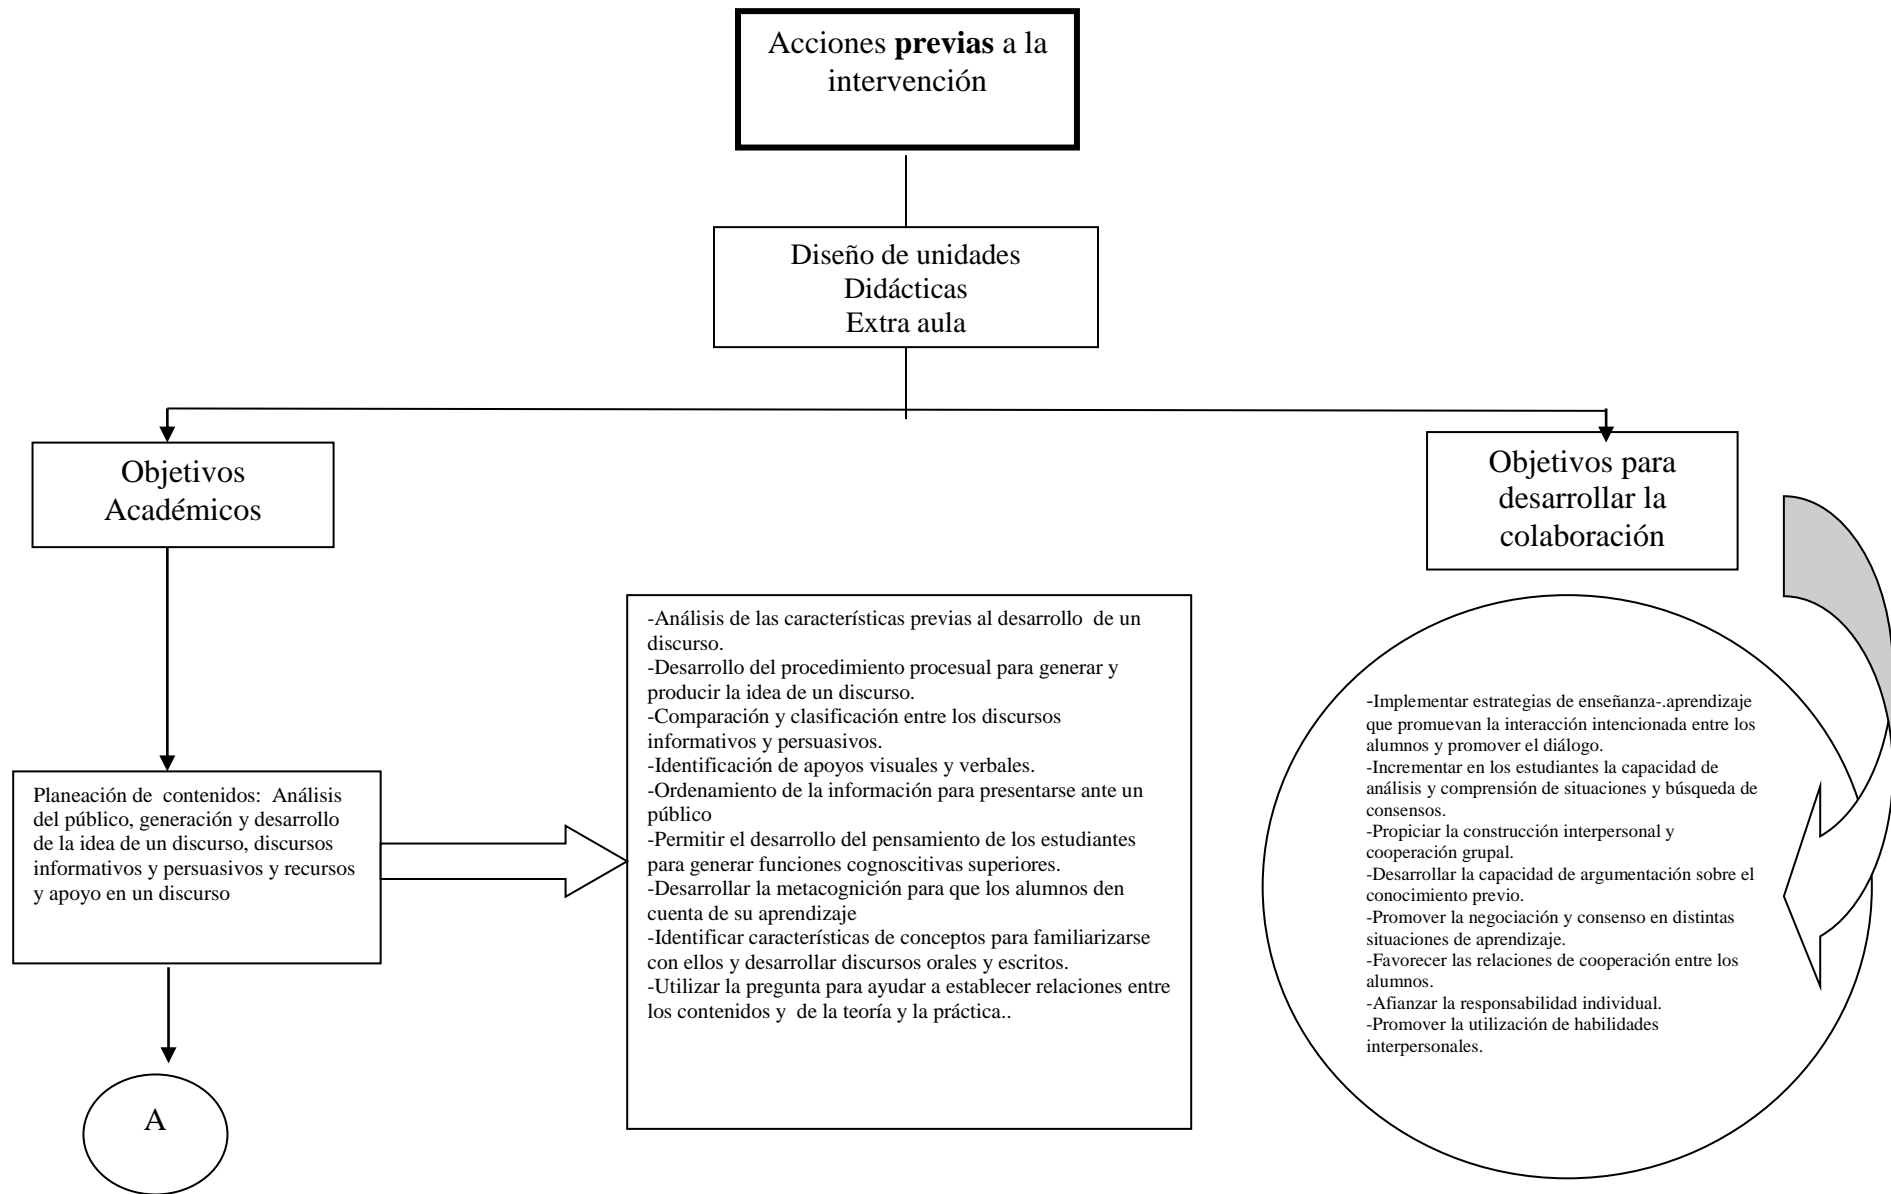 Acciones previas a la
intervención
Diseño de unidades
Didácticas
Extra aula
Objetivos
Académicos
Objetivos para
desarrollar la
colaboración
Planeación de  contenidos:  Análisis
del público, generación y desarrollo
de la idea de un discurso, discursos
informativos y persuasivos y recursos
y apoyo en un discurso
-Análisis de las características previas al desarrollo  de un
discurso.
-Desarrollo del procedimiento procesual para generar y
producir la idea de un discurso.
-Comparación y clasificación entre los discursos
informativos y persuasivos.
-Identificación de apoyos visuales y verbales.
-Ordenamiento de la información para presentarse ante un
público
-Permitir el desarrollo del pensamiento de los estudiantes
para generar funciones cognoscitivas superiores.
-Desarrollar la metacognición para que los alumnos den
cuenta de su aprendizaje
-Identificar características de conceptos para familiarizarse
con ellos y desarrollar discursos orales y escritos.
-Utilizar la pregunta para ayudar a establecer relaciones entre
los contenidos y  de la teoría y la práctica..
-Implementar estrategias de enseñanza-.aprendizaje
que promuevan la interacción intencionada entre los
alumnos y promover el diálogo.
-Incrementar en los estudiantes la capacidad de
análisis y comprensión de situaciones y búsqueda de
consensos.
-Propiciar la construcción interpersonal y
cooperación grupal.
-Desarrollar la capacidad de argumentación sobre el
conocimiento previo.
-Promover la negociación y consenso en distintas
situaciones de aprendizaje.
-Favorecer las relaciones de cooperación entre los
alumnos.
-Afianzar la responsabilidad individual.
-Promover la utilización de habilidades
interpersonales.
A